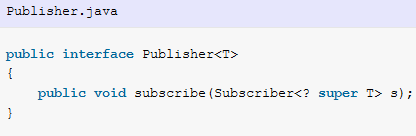 Publisher.java
public interface Publisher<T>
{
    public void subscribe(Subscriber<? super T> s);
}